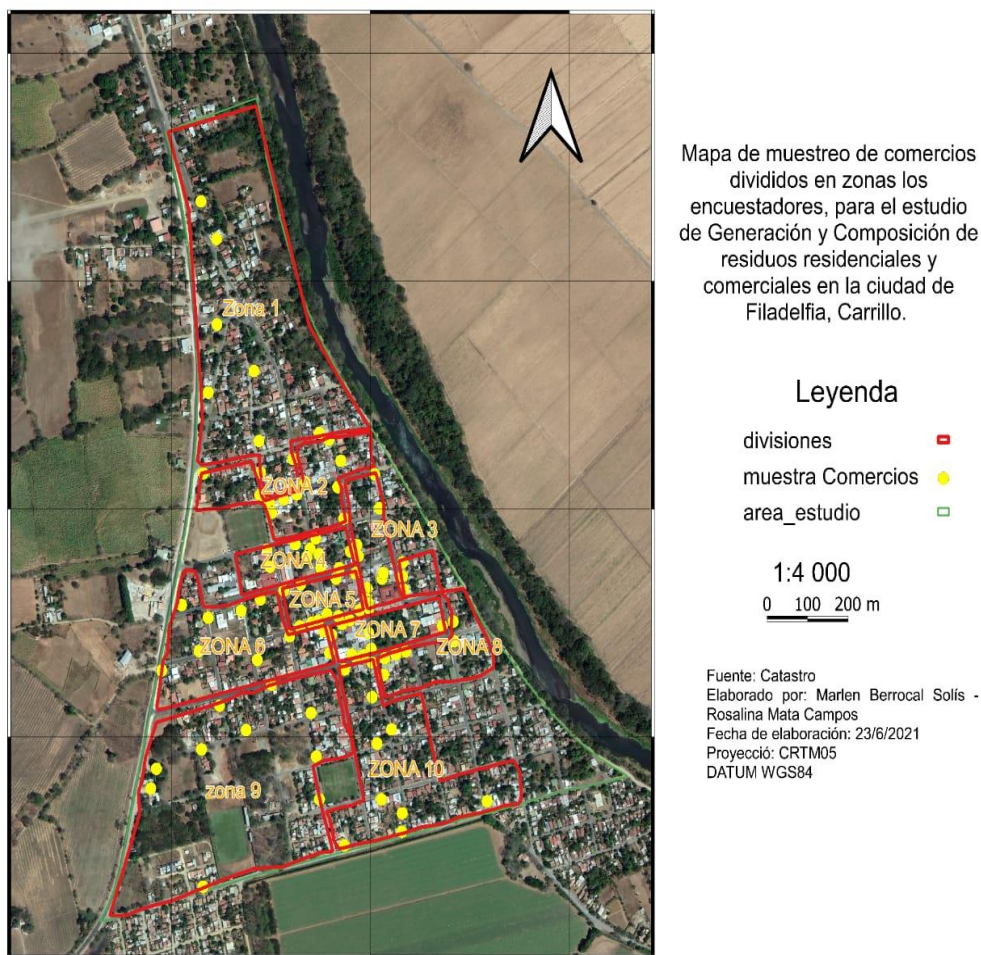 Mapa de muestreo de comercios
divididos en zonas los
encuestadores, para el estudio
de Generación y Composición de
residuos residenciales y
comerciales en la ciudad de
Filadelfia, Carrillo.
Leyenda
divisiones
muestra Comercios
area_estudio
1:4 000
0 100 200 m
Fuente: Catastro
Elaborado por: Marlen Berrocal Solís -
Rosalina Mata Campos
Fecha de elaboración: 23/6/2021
Proyecció: CRTM05
DATUM WGS84
Zona 1
ZONA 2
ZONA 3
ZONA 4
ZONA 5
ZONA 6
ZONA 7
ZONA 8
zona 9
ZONA 10